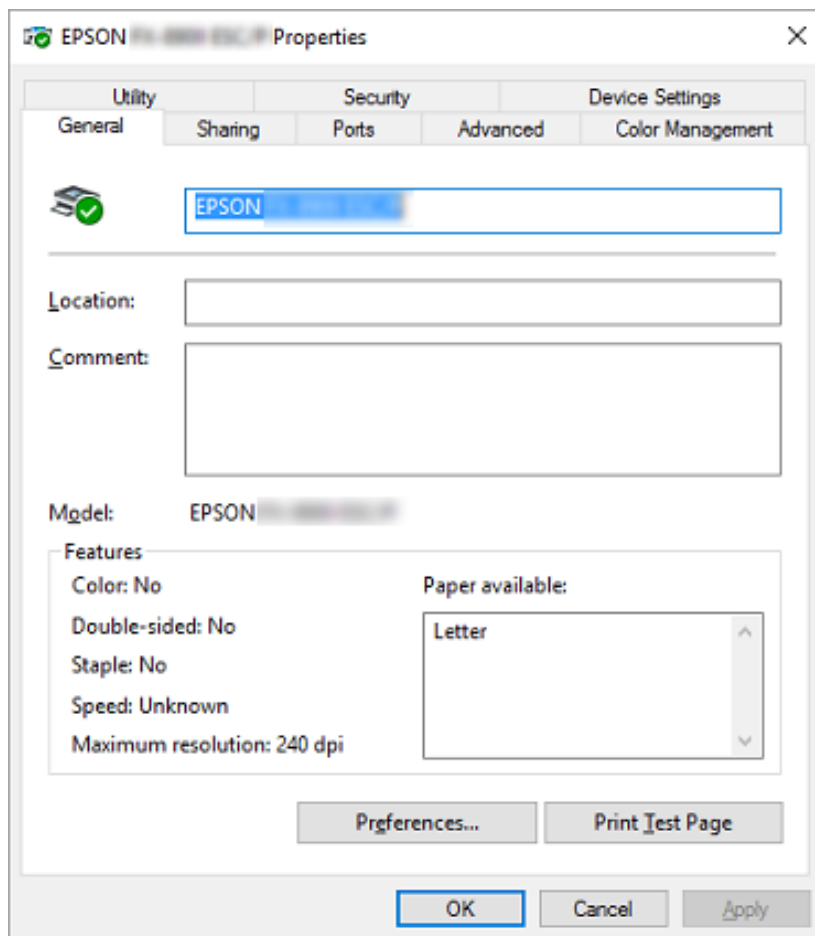 EPSON Properties
Utility Security Device Settings
General Sharing Ports Advanced Color Management
EPSON
Location:
Comment:
Model: EPSON
Features
Color: No
Double-sided: No
Staple: No
Speed: Unknown
Maximum resolution: 240 dpi
Paper available:
Letter
Preferences... Print Test Page
OK Cancel Apply